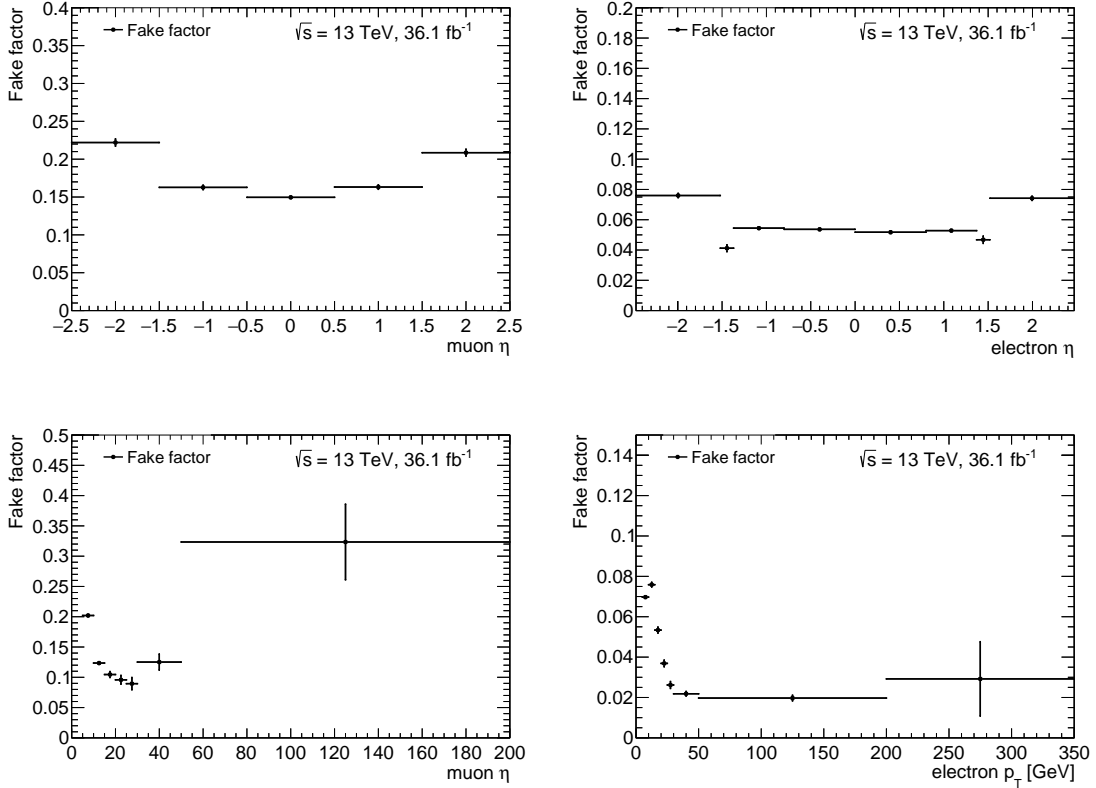 Fake factor
0.4
0.35
0.3
0.25
0.2
0.15
0.1
0.05
0
Fake factor
√s = 13 TeV, 36.1 fb-1
−2.5 −2 −1.5 −1 −0.5 0 0.5 1 1.5 2 2.5
muon η
Fake factor
0.2
0.18
0.16
0.14
0.12
0.1
0.08
0.06
0.04
0.02
0
Fake factor
√s = 13 TeV, 36.1 fb-1
−2 −1.5 −1 −0.5 0 0.5 1 1.5 2
electron η
Fake factor
0.5
0.45
0.4
0.35
0.3
0.25
0.2
0.15
0.1
0.05
0
Fake factor
√s = 13 TeV, 36.1 fb-1
0 20 40 60 80 100 120 140 160 180 200
muon η
Fake factor
0.14
0.12
0.1
0.08
0.06
0.04
0.02
0
Fake factor
√s = 13 TeV, 36.1 fb-1
0 50 100 150 200 250 300 350
electron pT [GeV]